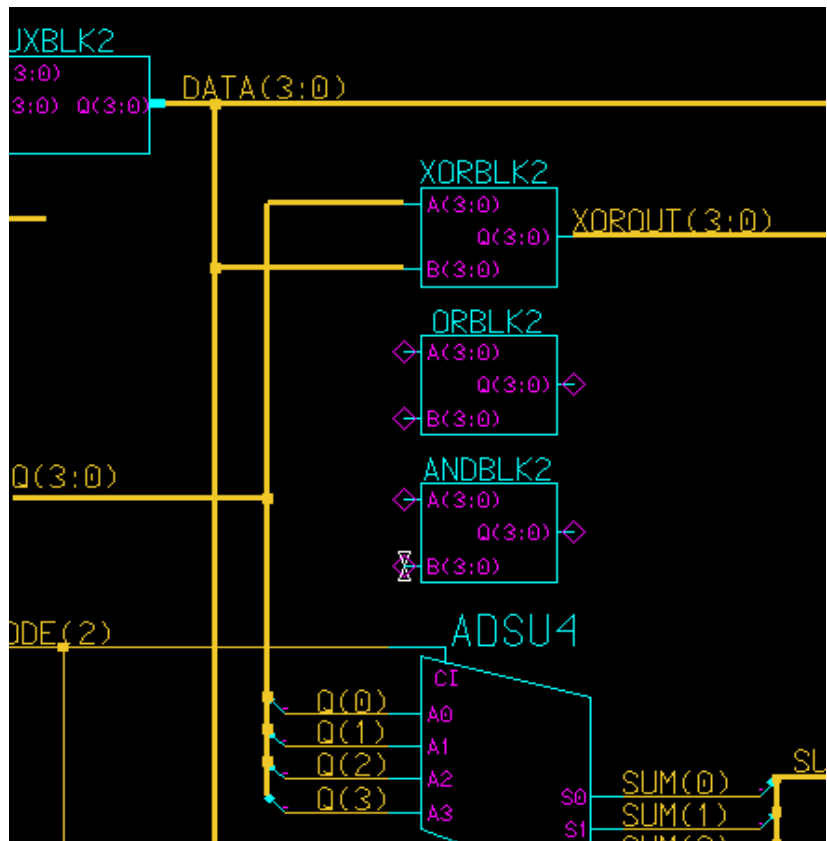 UXBLK2
3:0)
3:0) Q(3:0)
DATA(3:0)
XORBLK2
A(3:0)
Q(3:0)
B(3:0)
XOROUT(3:0)
ORBLK2
A(3:0)
Q(3:0)
B(3:0)
Q(3:0)
ANDBLK2
A(3:0)
Q(3:0)
B(3:0)
ODE(2)
ADSU4
CI
Q(0)
A0
Q(1)
A1
Q(2)
A2
Q(3)
A3
S0
SUM(0)
S1
SUM(1)
SU